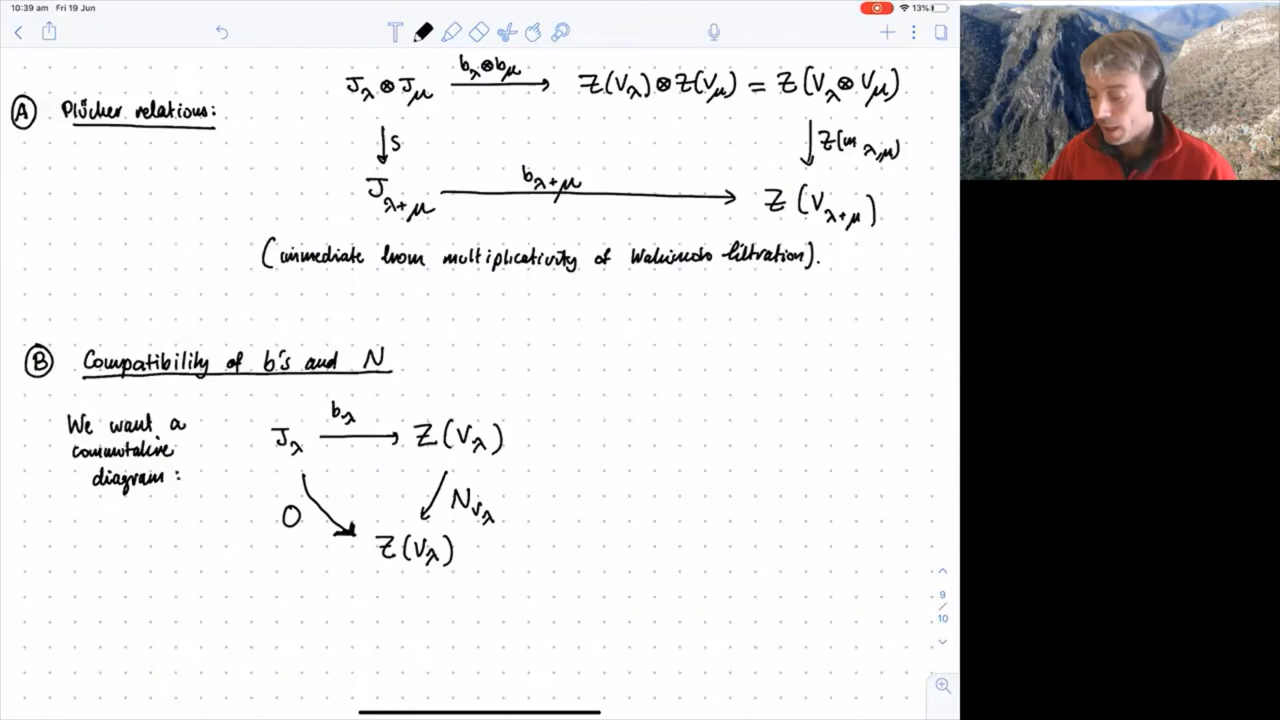 10:39 am Fri 19 Jun
13%
Ⓐ Plücker relations:
J_λ ⊗ J_μ —b_λ⊗b_μ→ Z(V_λ) ⊗ Z(V_μ) = Z(V_λ ⊗ V_μ)
↓ S ↓ Z(m_λ,μ)
J_λ+μ —b_λ+μ→ Z(V_λ+μ)
(immediate from multiplicativity of Wakimoto filtration).
Ⓑ Compatibility of b's and N
We want a
commutative
diagram:
J_λ —b_λ→ Z(V_λ)
0 N_V_λ
Z(V_λ)
9
/
10